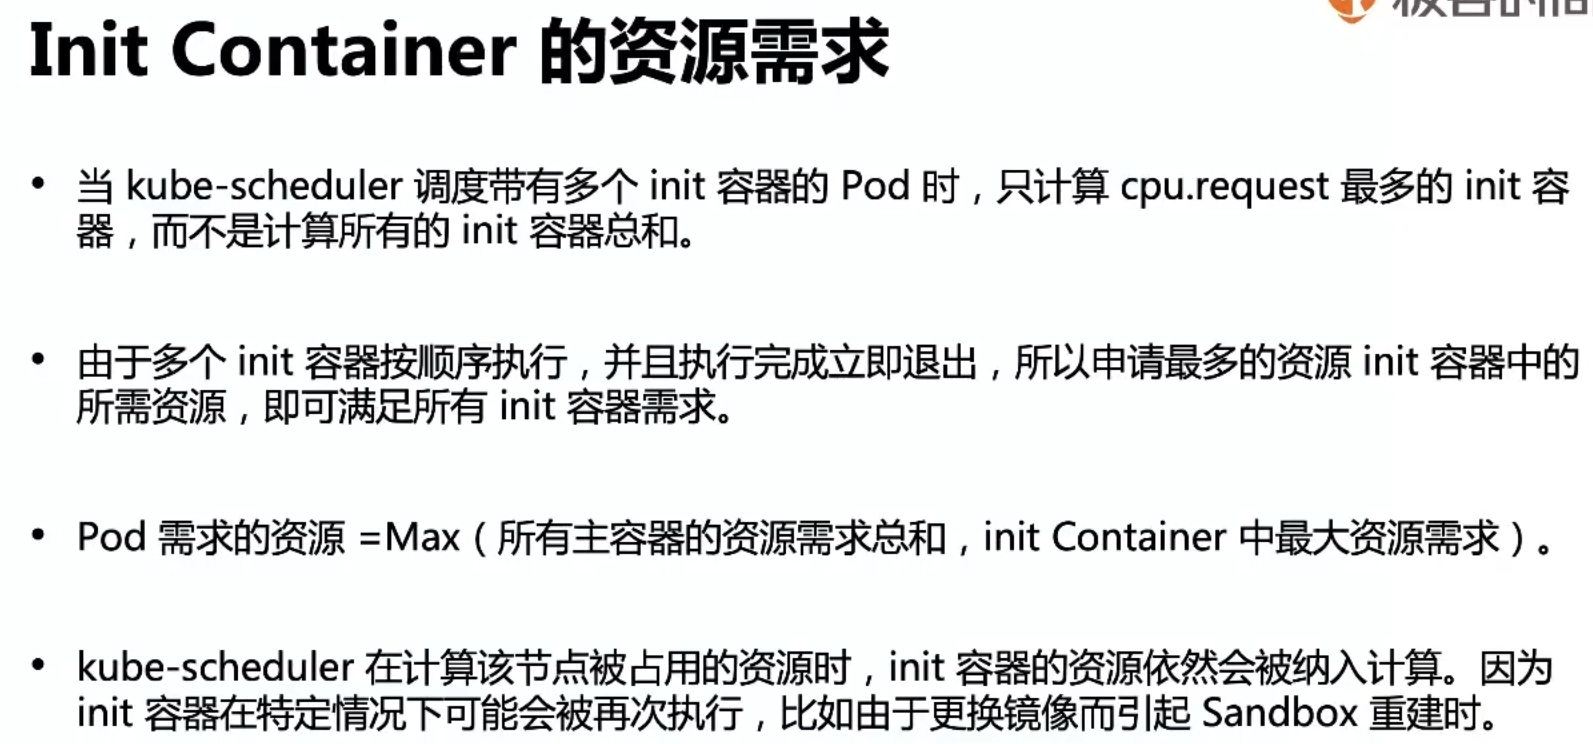 Init Container 的资源需求
• 当 kube-scheduler 调度带有多个 init 容器的 Pod 时，只计算 cpu.request 最多的 init 容
器，而不是计算所有的 init 容器总和。
• 由于多个 init 容器按顺序执行，并且执行完成立即退出，所以申请最多的资源 init 容器中的
所需资源，即可满足所有 init 容器需求。
• Pod 需求的资源 =Max（所有主容器的资源需求总和，init Container 中最大资源需求）。
• kube-scheduler 在计算该节点被占用的资源时，init 容器的资源依然会被纳入计算。因为
init 容器在特定情况下可能会被再次执行，比如由于更换镜像而引起 Sandbox 重建时。